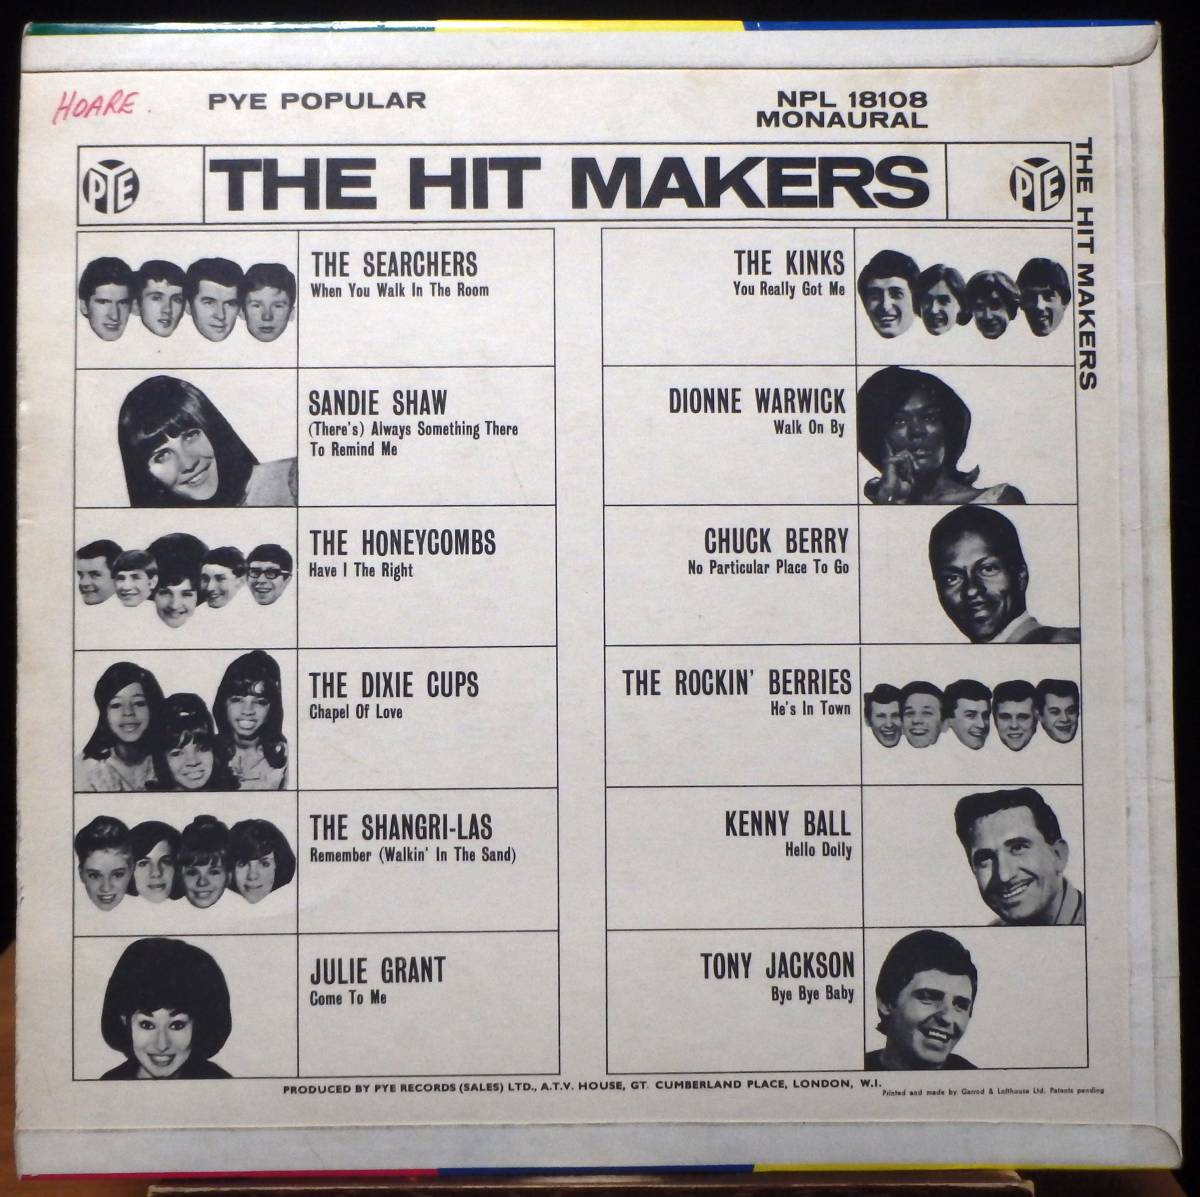 HOARE.
PYE POPULAR
NPL 18108
MONAURAL
PYE
THE HIT MAKERS
PYE
THE HIT MAKERS
THE SEARCHERS
When You Walk In The Room
SANDIE SHAW
(There's) Always Something There
To Remind Me
THE HONEYCOMBS
Have I The Right
THE DIXIE CUPS
Chapel Of Love
THE SHANGRI-LAS
Remember (Walkin' In The Sand)
JULIE GRANT
Come To Me
THE KINKS
You Really Got Me
DIONNE WARWICK
Walk On By
CHUCK BERRY
No Particular Place To Go
THE ROCKIN' BERRIES
He's In Town
KENNY BALL
Hello Dolly
TONY JACKSON
Bye Bye Baby
PRODUCED BY PYE RECORDS (SALES) LTD., A.T.V. HOUSE, GT. CUMBERLAND PLACE, LONDON, W.I.
Printed and made by Garrod & Lofthouse Ltd. Patents pending